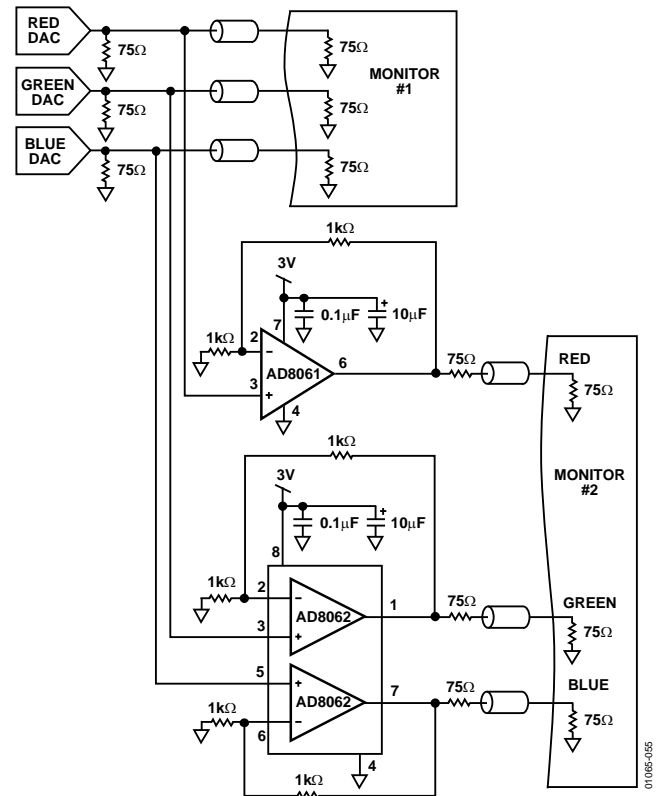 RED
DAC
75Ω
75Ω
MONITOR
#1
GREEN
DAC
75Ω
75Ω
BLUE
DAC
75Ω
75Ω
1kΩ
3V
0.1µF
+
10µF
7
1kΩ
2
−
AD8061
6
3
+
4
75Ω
RED
75Ω
1kΩ
MONITOR
#2
3V
0.1µF
+
10µF
8
1kΩ
2
−
AD8062
1
3
+
75Ω
GREEN
75Ω
5
+
AD8062
7
−
6
1kΩ
75Ω
BLUE
75Ω
4
1kΩ
01065-055